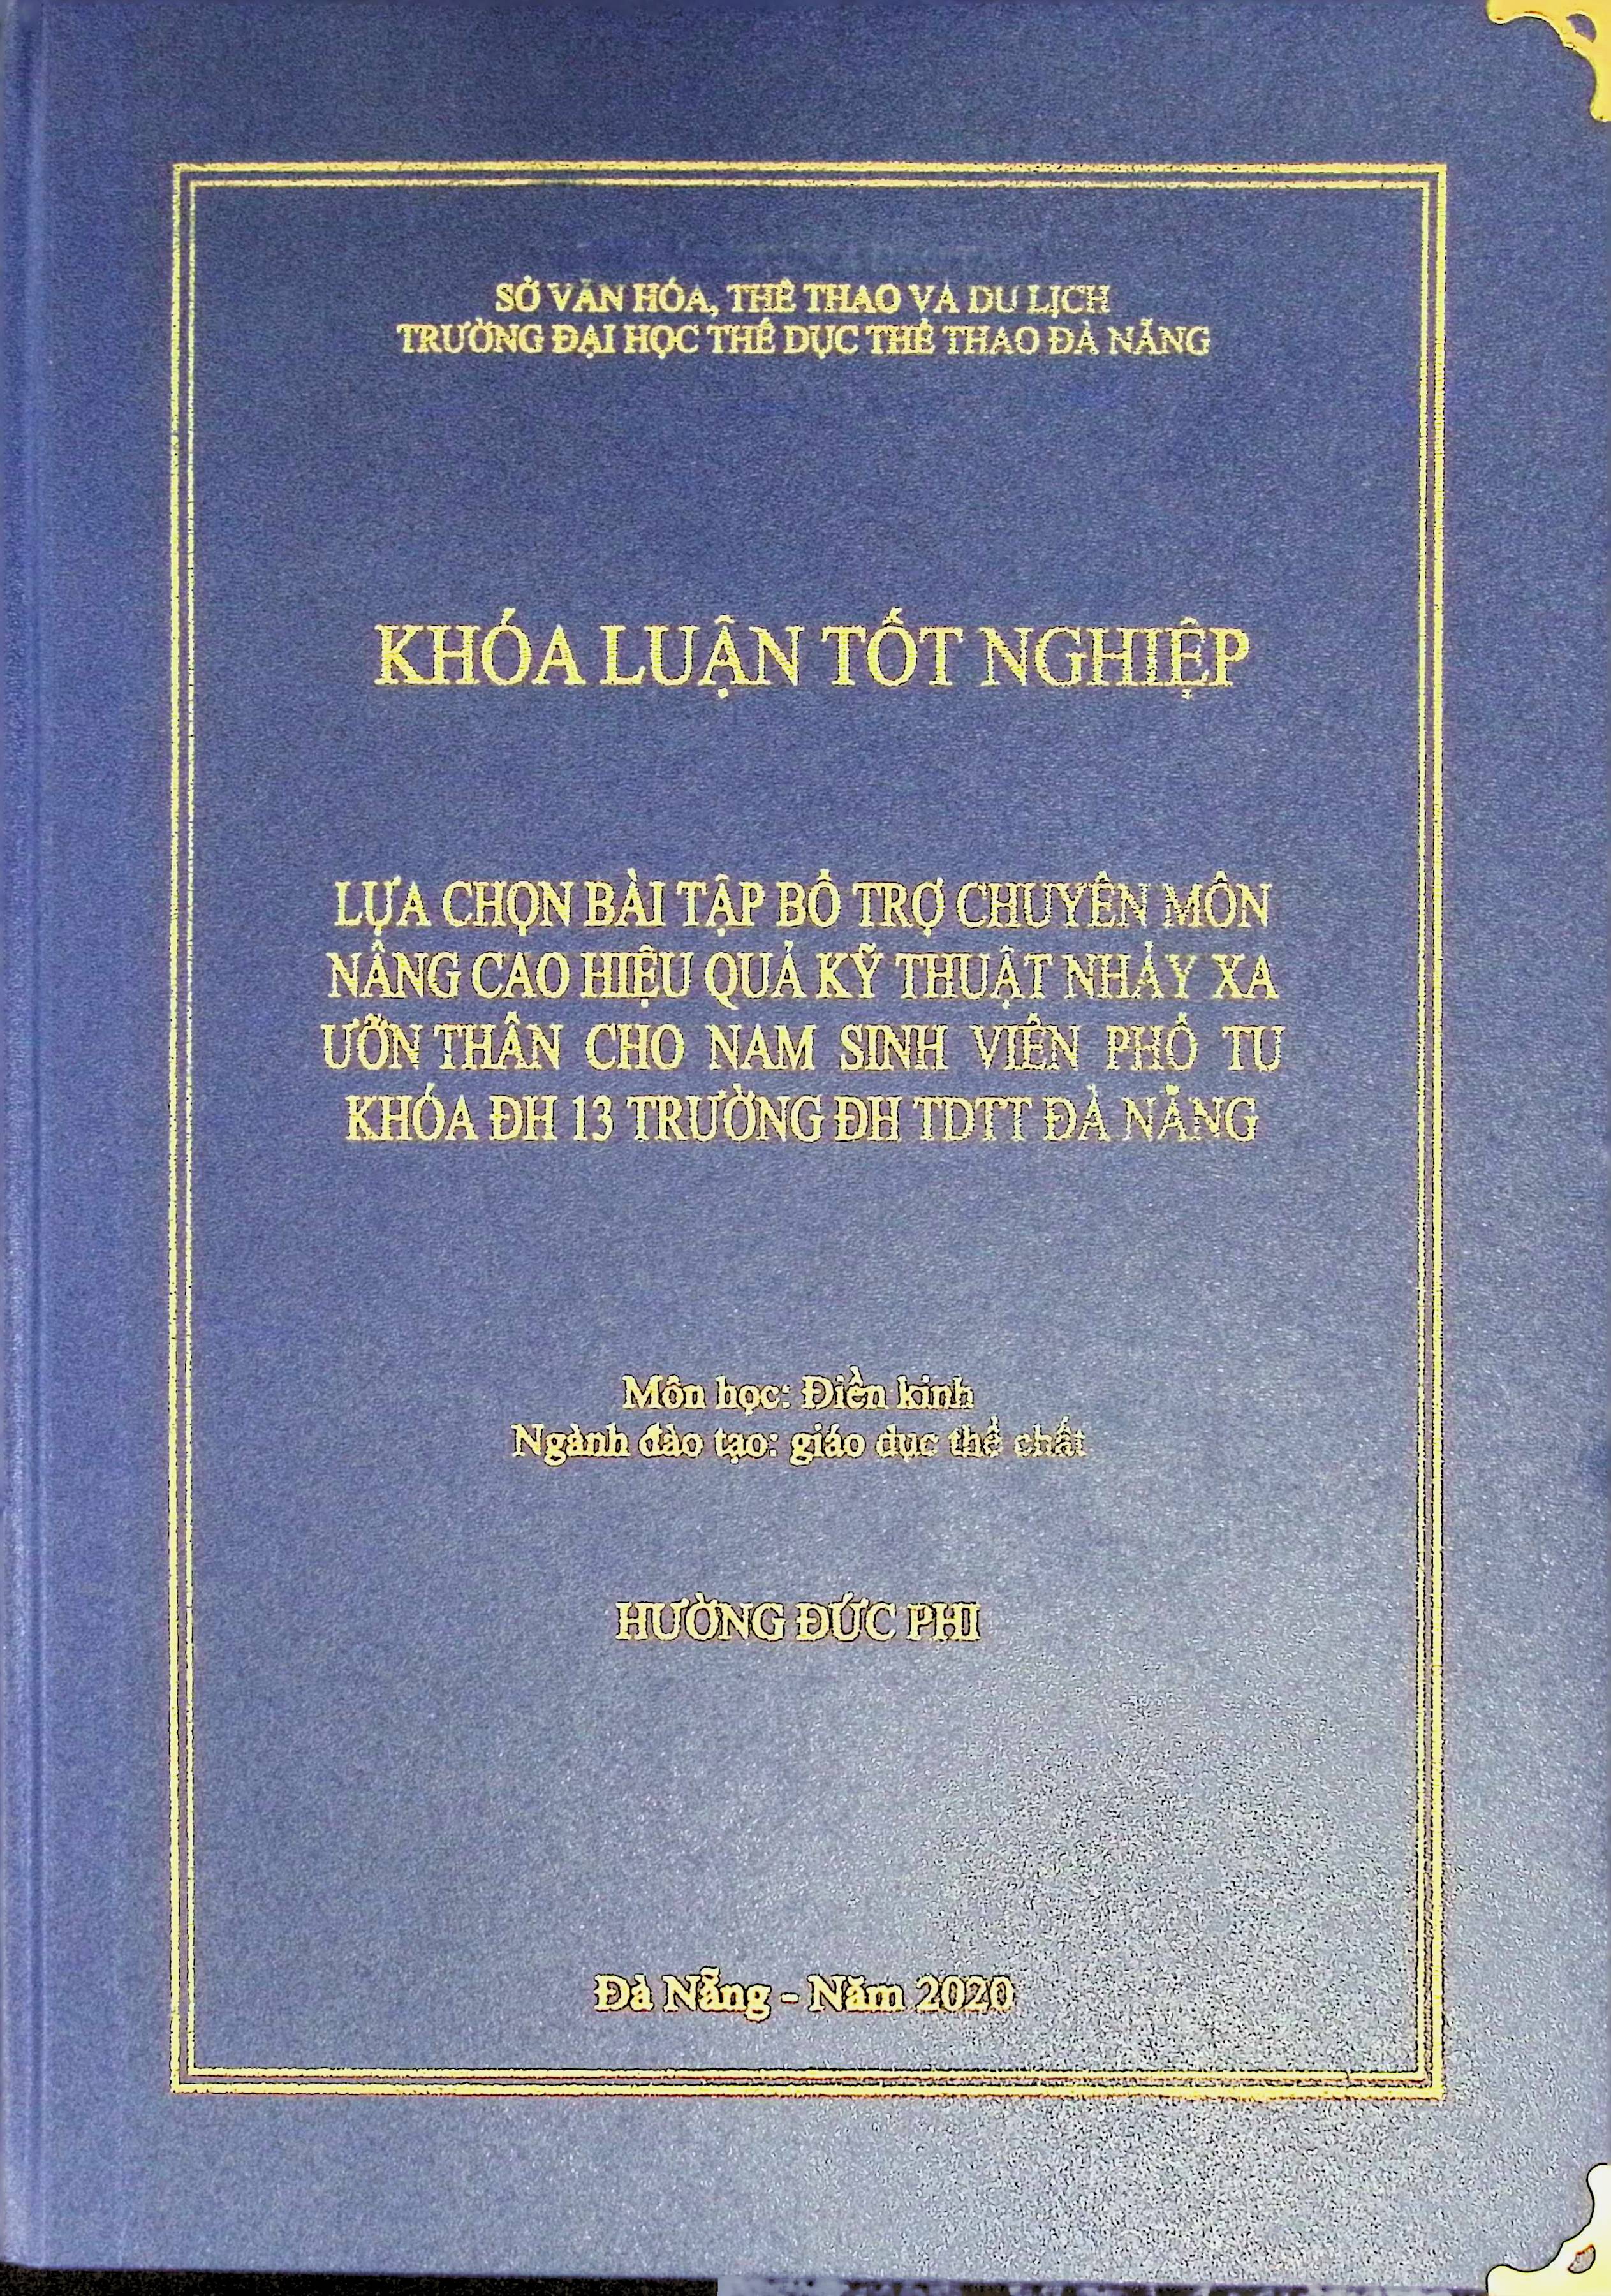 SỞ VĂN HÓA, THỂ THAO VÀ DU LỊCH
TRƯỜNG ĐẠI HỌC THỂ DỤC THỂ THAO ĐÀ NẴNG
KHÓA LUẬN TỐT NGHIỆP
LỰA CHỌN BÀI TẬP BỔ TRỢ CHUYÊN MÔN
NÂNG CAO HIỆU QUẢ KỸ THUẬT NHẢY XA
ƯỠN THÂN CHO NAM SINH VIÊN PHỔ TU
KHÓA ĐH 13 TRƯỜNG ĐH TDTT ĐÀ NẴNG
Môn học: Điền kinh
Ngành đào tạo: giáo dục thể chất
HƯỜNG ĐỨC PHI
Đà Nẵng - Năm 2020